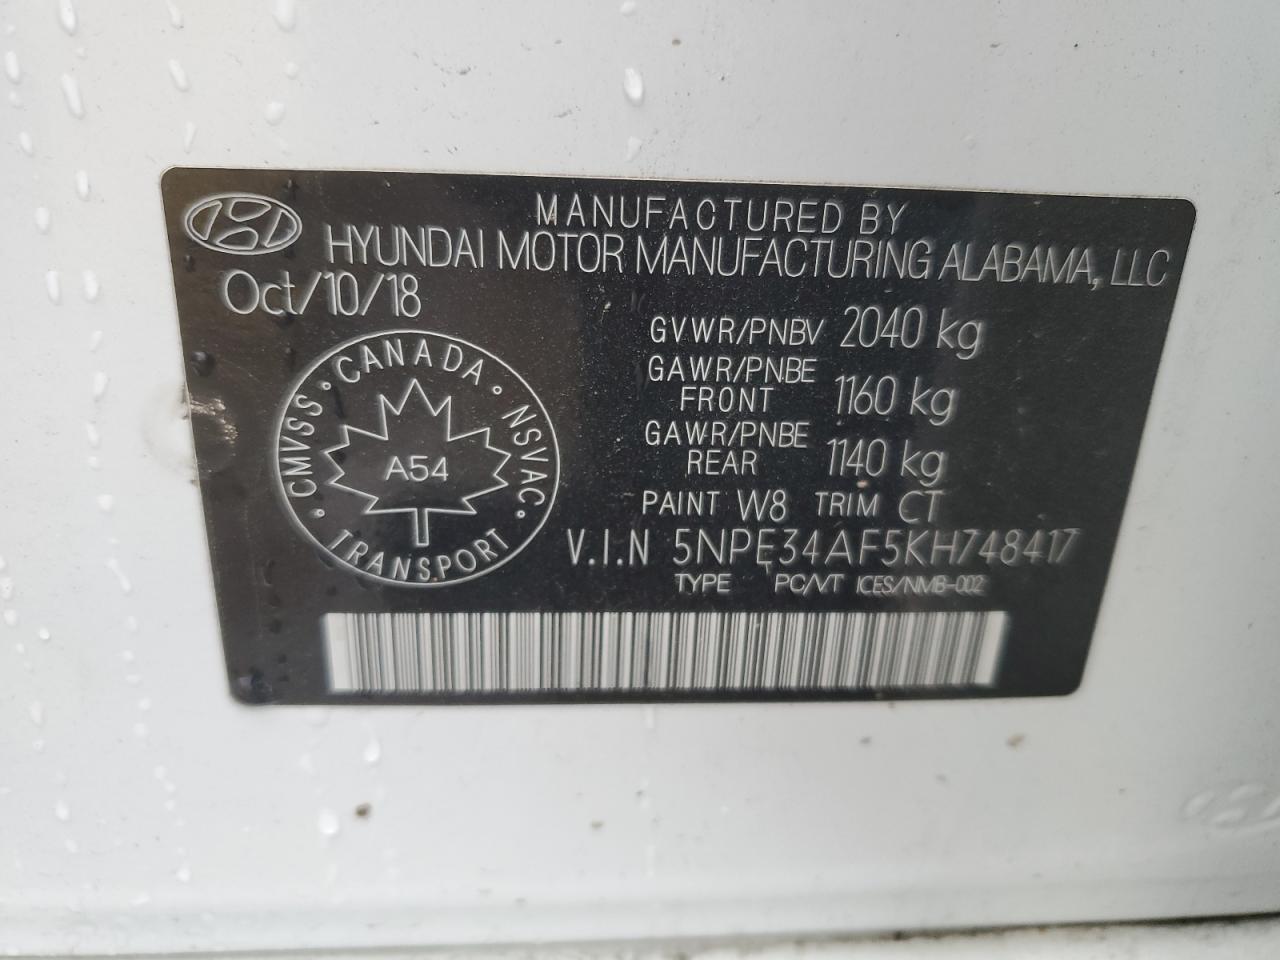 MANUFACTURED BY
HYUNDAI MOTOR MANUFACTURING ALABAMA, LLC
Oct/10/18
GVWR/PNBV 2040 kg
GAWR/PNBE FRONT 1160 kg
GAWR/PNBE REAR 1140 kg
PAINT W8 TRIM CT
V.I.N 5NPE34AF5KH748417
TYPE PC/VT ICES/NMB-002
CANADA
CMVSS
NSVAC
TRANSPORT
A54